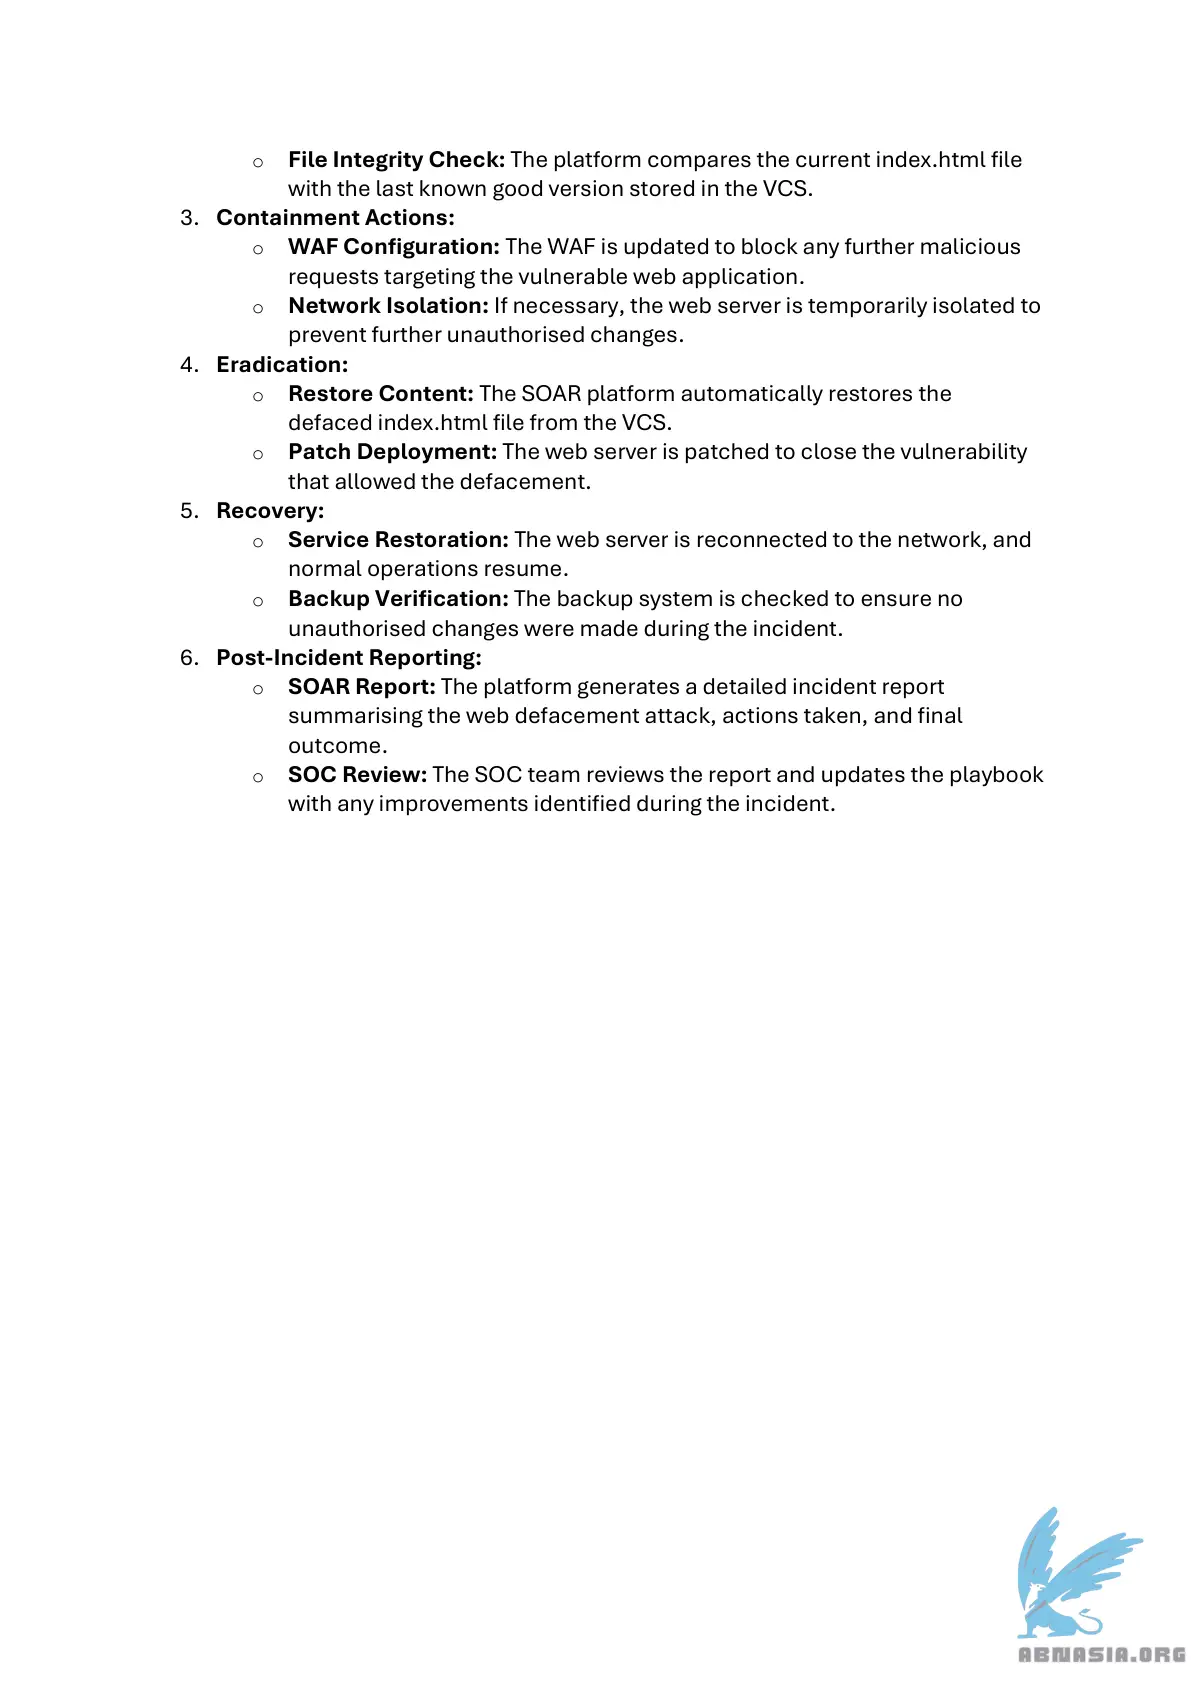 o File Integrity Check: The platform compares the current index.html file
with the last known good version stored in the VCS.
3. Containment Actions:
o WAF Configuration: The WAF is updated to block any further malicious
requests targeting the vulnerable web application.
o Network Isolation: If necessary, the web server is temporarily isolated to
prevent further unauthorised changes.
4. Eradication:
o Restore Content: The SOAR platform automatically restores the
defaced index.html file from the VCS.
o Patch Deployment: The web server is patched to close the vulnerability
that allowed the defacement.
5. Recovery:
o Service Restoration: The web server is reconnected to the network, and
normal operations resume.
o Backup Verification: The backup system is checked to ensure no
unauthorised changes were made during the incident.
6. Post-Incident Reporting:
o SOAR Report: The platform generates a detailed incident report
summarising the web defacement attack, actions taken, and final
outcome.
o SOC Review: The SOC team reviews the report and updates the playbook
with any improvements identified during the incident.
ABNASIA.ORG